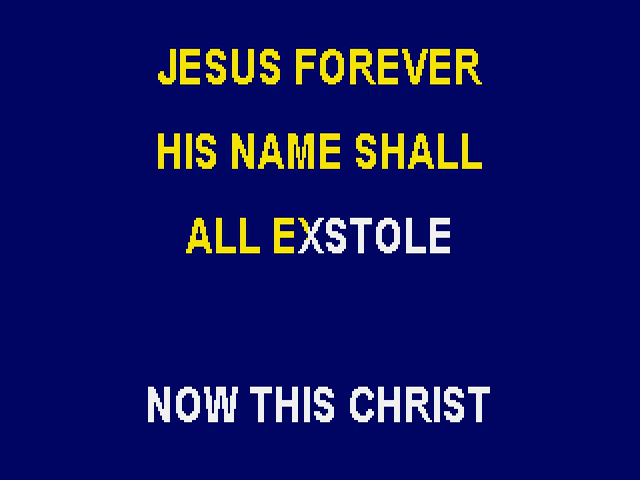 JESUS FOREVER
HIS NAME SHALL
ALL EXSTOLE
NOW THIS CHRIST